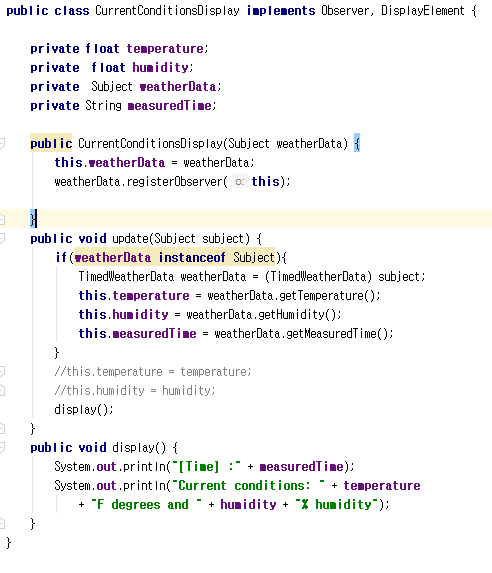 public class CurrentConditionsDisplay implements Observer, DisplayElement {
private float temperature;
private float humidity;
private Subject weatherData;
private String measuredTime;
public CurrentConditionsDisplay(Subject weatherData) {
this.weatherData = weatherData;
weatherData.registerObserver( o: this);
}
public void update(Subject subject) {
if(weatherData instanceof Subject){
TimedWeatherData weatherData = (TimedWeatherData) subject;
this.temperature = weatherData.getTemperature();
this.humidity = weatherData.getHumidity();
this.measuredTime = weatherData.getMeasuredTime();
}
//this.temperature = temperature;
//this.humidity = humidity;
display();
}
public void display() {
System.out.println("[Time] :" + measuredTime);
System.out.println("Current conditions: " + temperature
+ "F degrees and " + humidity + "% humidity");
}
}